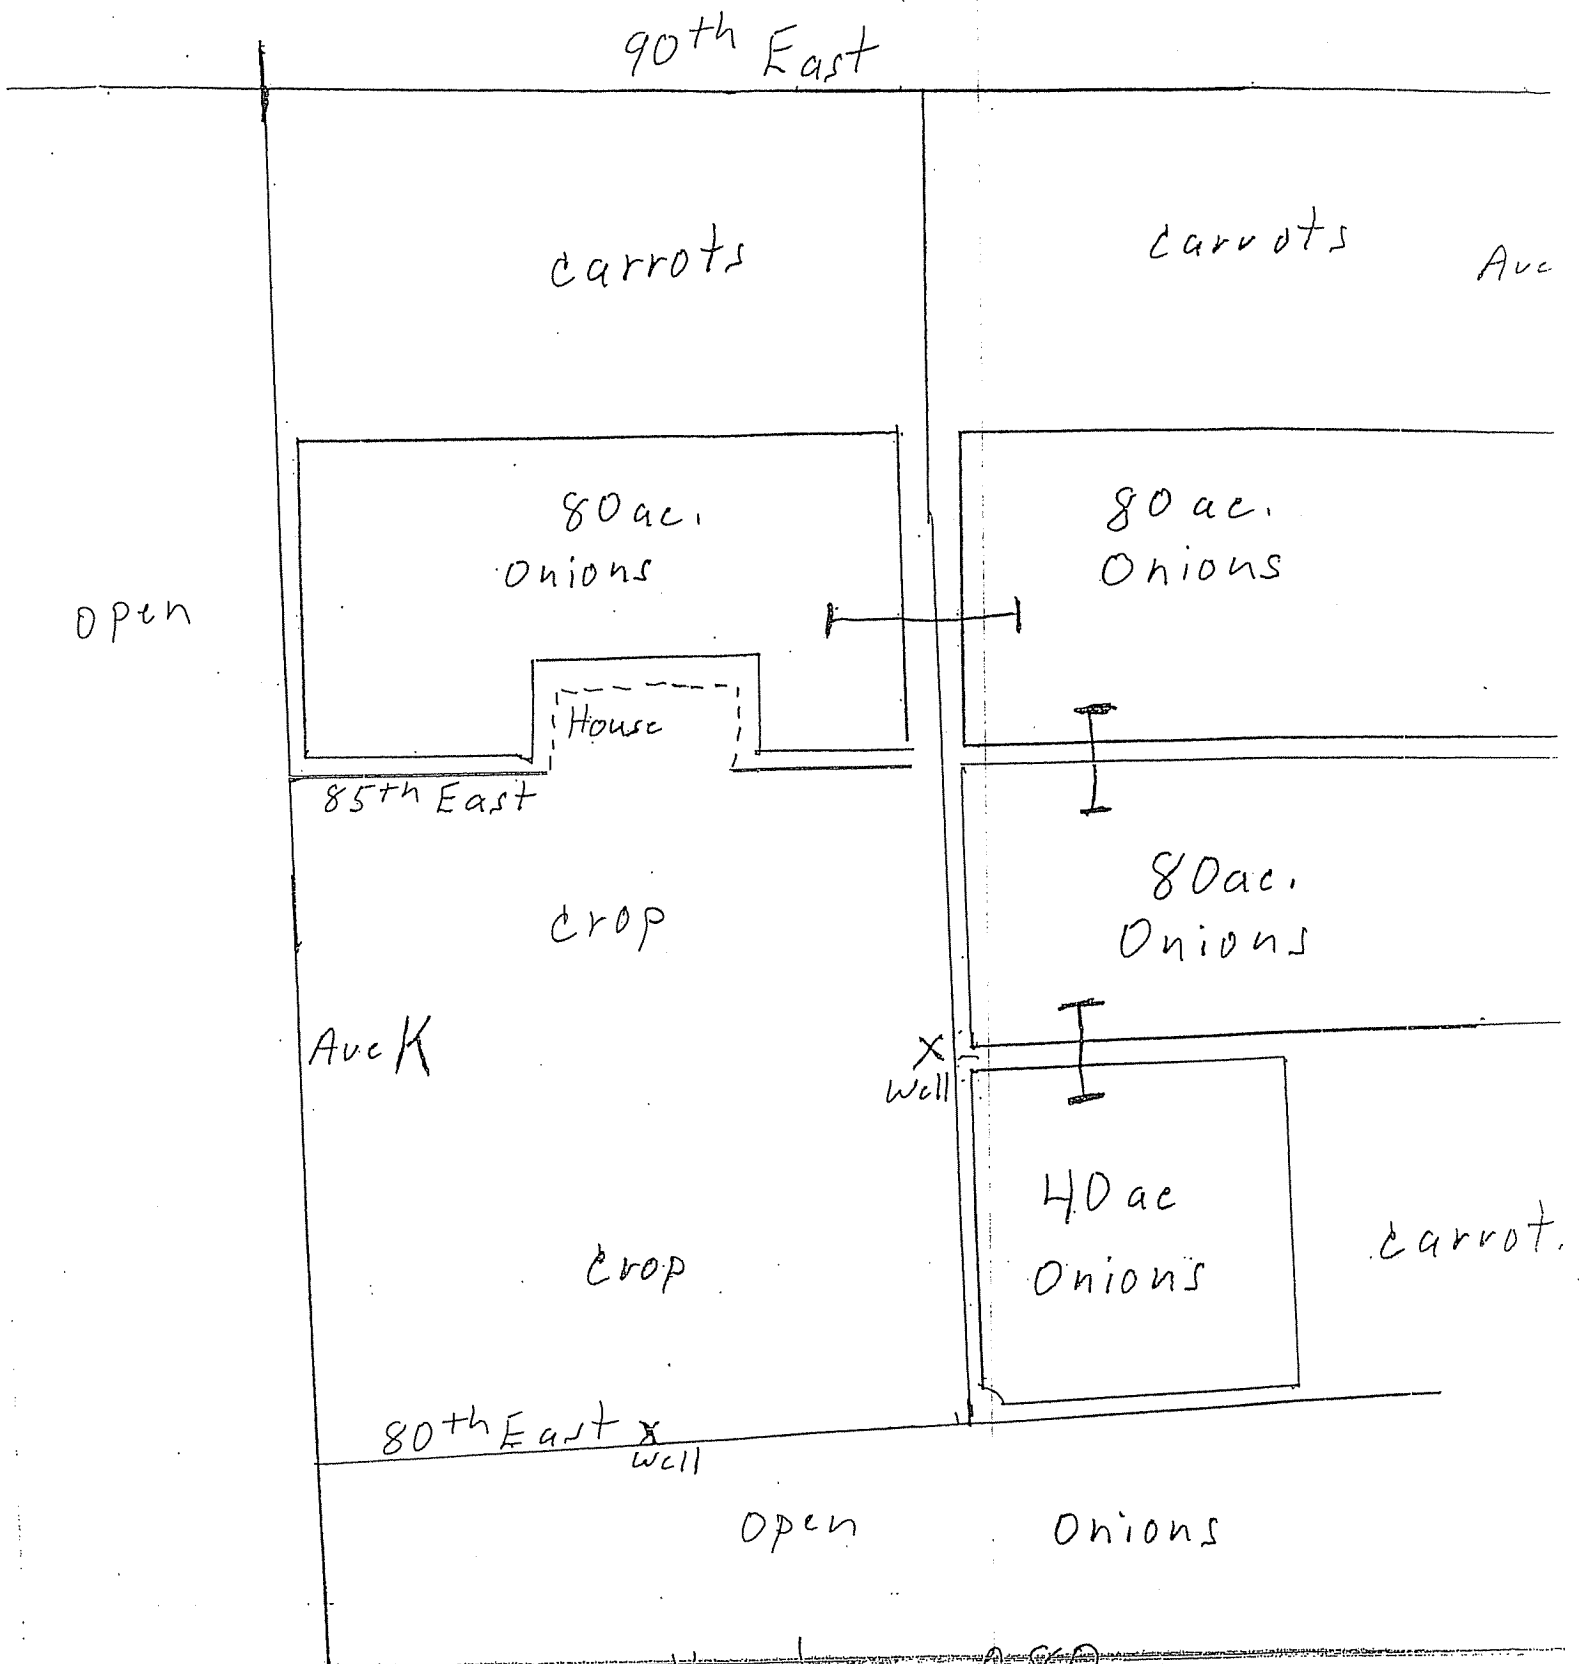 90th East
carrots
carrots
Ave
80 ac.
Onions
80 ac.
Onions
Open
House
85th East
80ac.
Onions
crop
Ave K
X
Well
40 ac
Onions
carrot.
crop
80th East x
Well
Open
Onions